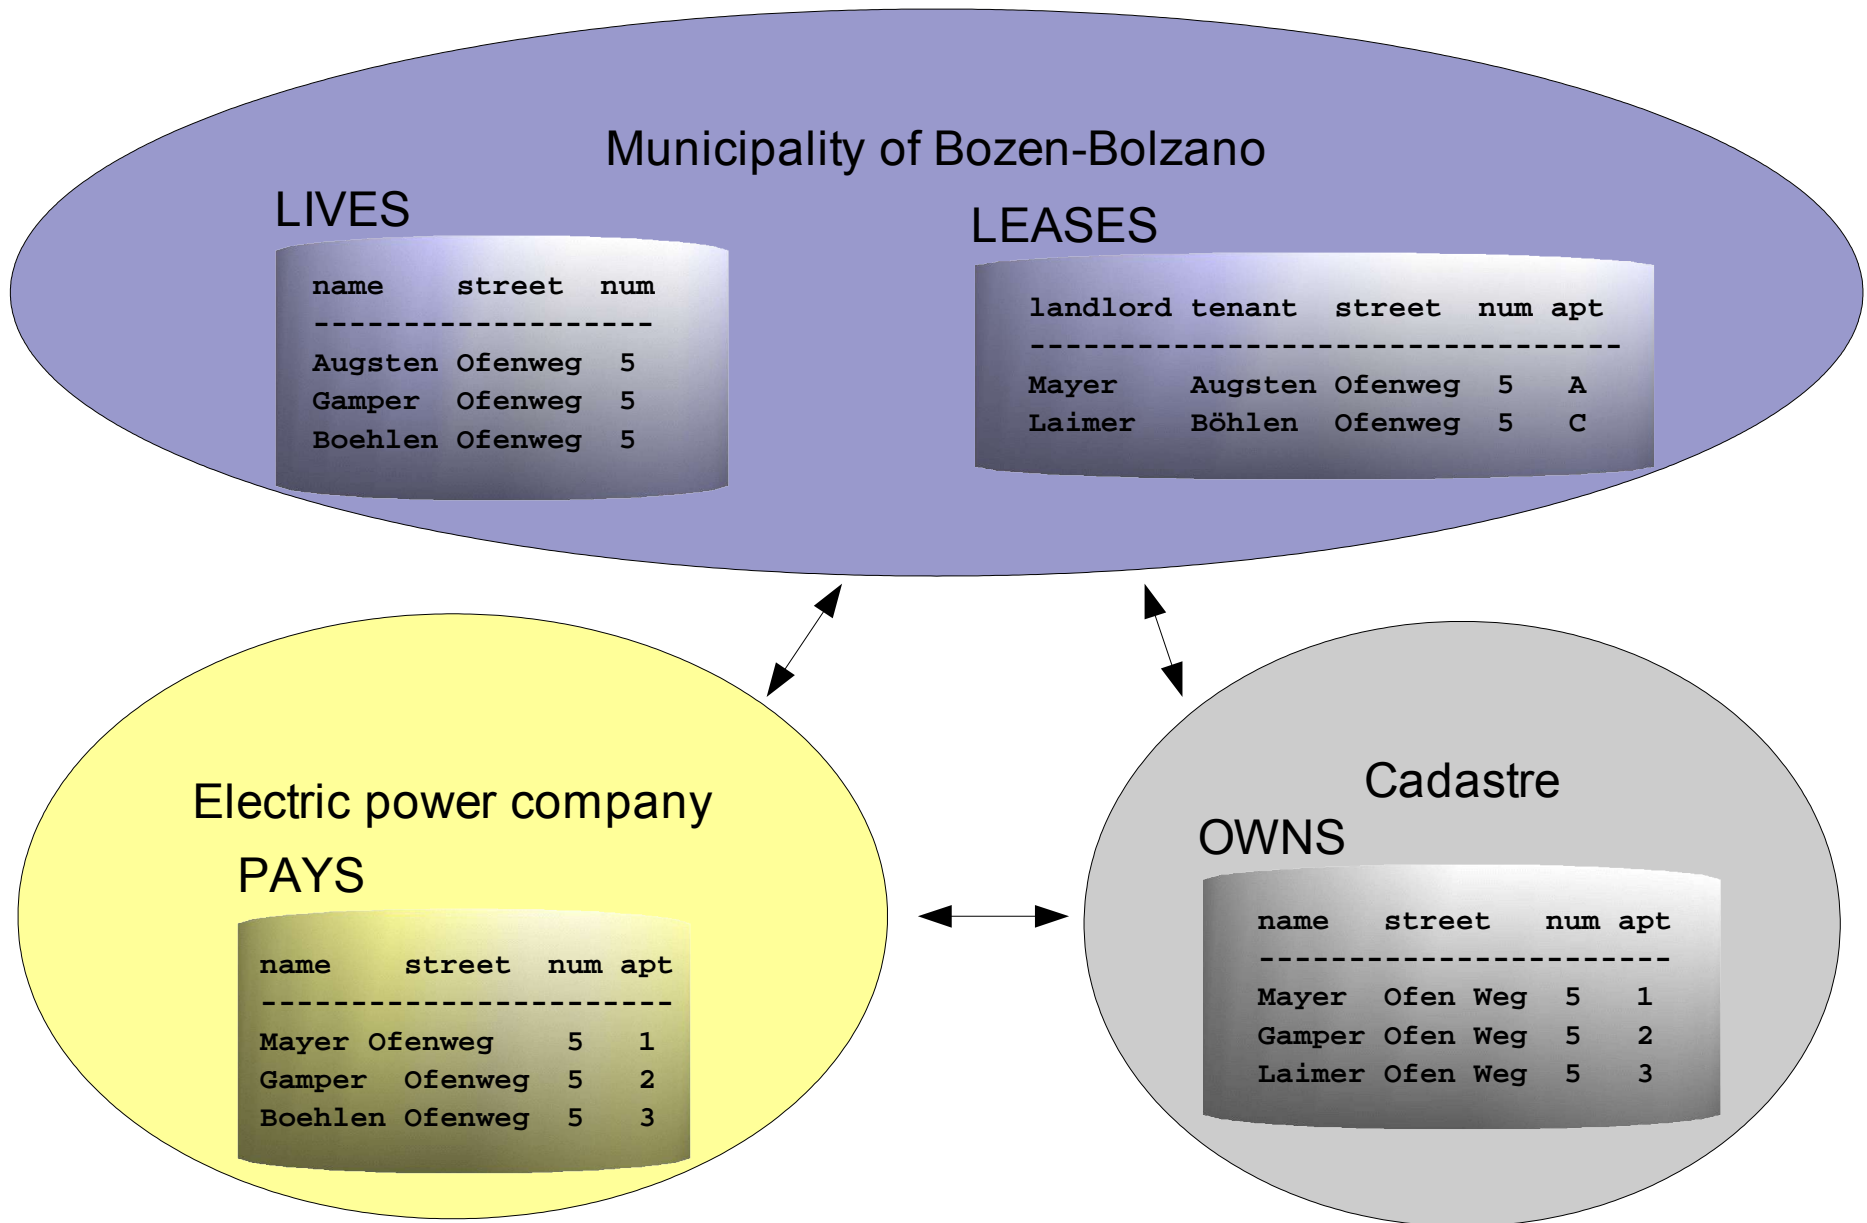 Municipality of Bozen-Bolzano
LIVES
name street num
-------------------
Augsten Ofenweg 5
Gamper Ofenweg 5
Boehlen Ofenweg 5
LEASES
landlord tenant street num apt
---------------------------------
Mayer Augsten Ofenweg 5 A
Laimer Böhlen Ofenweg 5 C
Electric power company
PAYS
name street num apt
-----------------------
Mayer Ofenweg 5 1
Gamper Ofenweg 5 2
Boehlen Ofenweg 5 3
Cadastre
OWNS
name street num apt
-----------------------
Mayer Ofen Weg 5 1
Gamper Ofen Weg 5 2
Laimer Ofen Weg 5 3